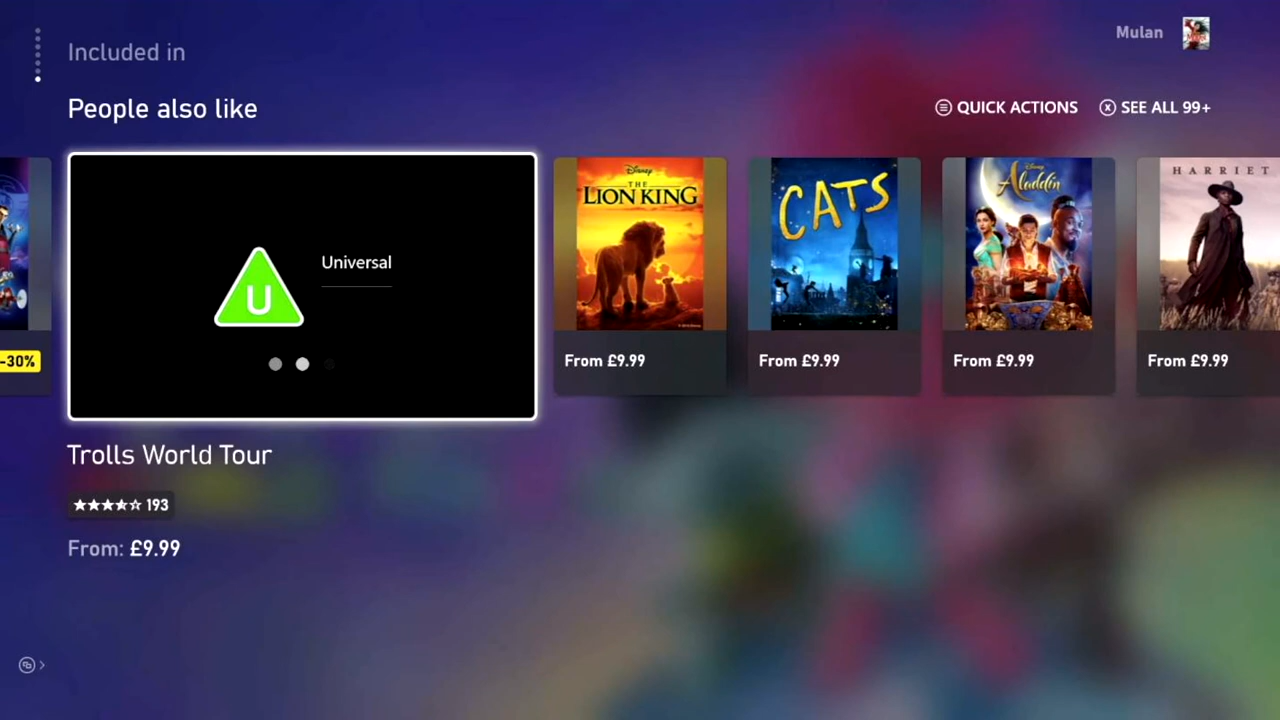 Mulan
Included in
People also like
QUICK ACTIONS
SEE ALL 99+
-30%
U
Universal
Disney
THE
LION KING
From £9.99
CATS
From £9.99
Disney
Aladdin
From £9.99
HARRIET
From £9.99
Trolls World Tour
193
From: £9.99